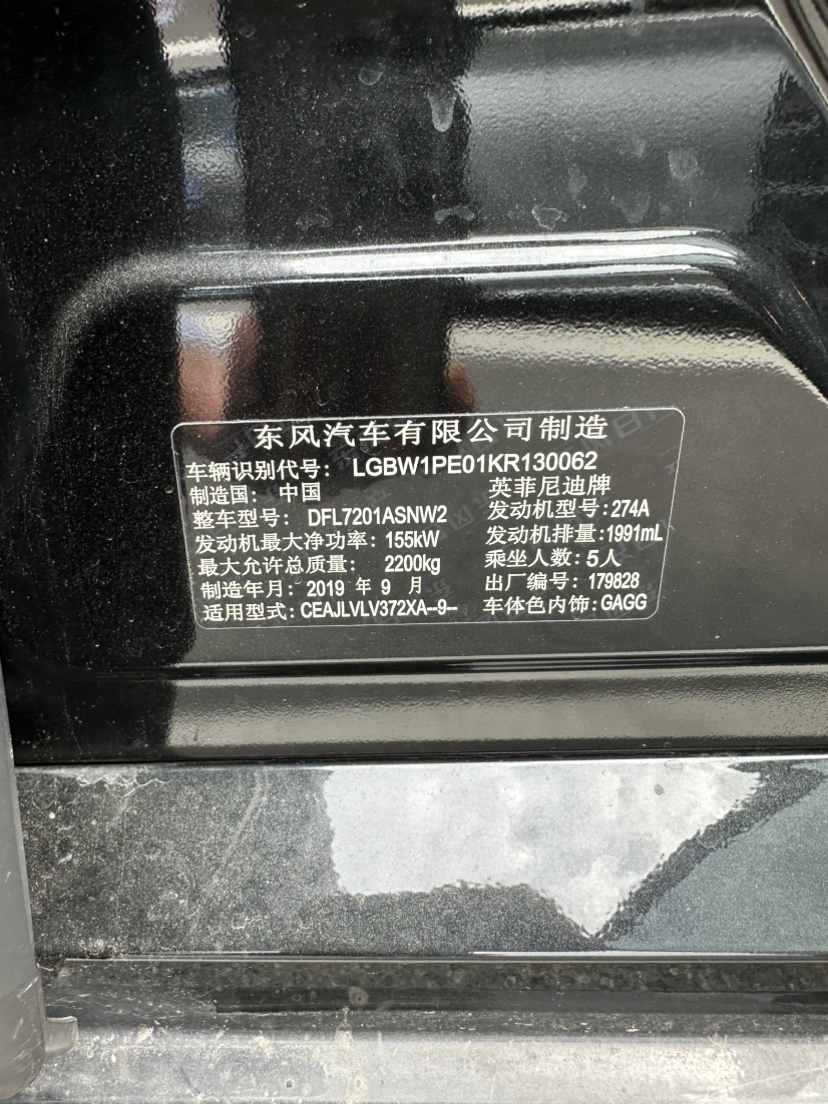 东风汽车有限公司制造
车辆识别代号： LGBW1PE01KR130062
制造国： 中国 英菲尼迪牌
整车型号： DFL7201ASNW2 发动机型号:274A
发动机最大净功率： 155kW 发动机排量:1991mL
最大允许总质量： 2200kg 乘坐人数：5人
制造年月： 2019 年 9 月 出厂编号： 179828
适用型式：CEAJLVLV372XA--9-- 车体色内饰：GAGG